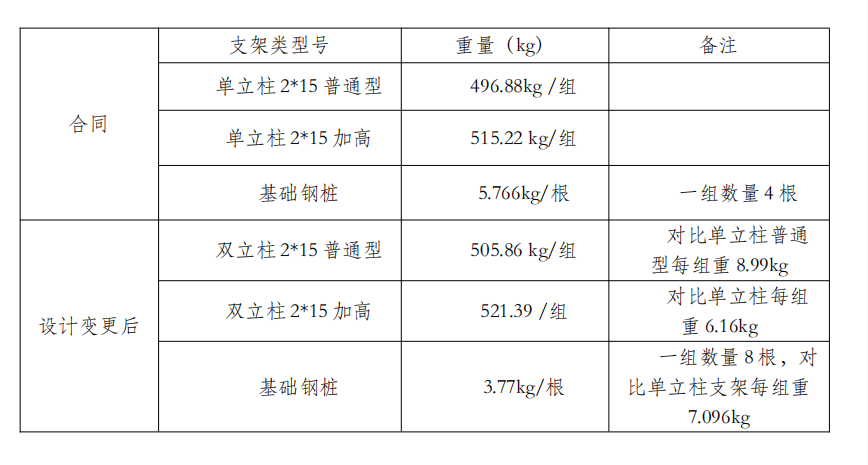 支架类型号 重量（kg） 备注
合同
单立柱 2*15 普通型 496.88kg /组
单立柱 2*15 加高 515.22 kg/组
基础钢桩 5.766kg/根 一组数量 4 根
设计变更后
双立柱 2*15 普通型 505.86 kg/组 对比单立柱普通
型每组重 8.99kg
双立柱 2*15 加高 521.39 /组 对比单立柱每组
重 6.16kg
基础钢桩 3.77kg/根 一组数量 8 根，对
比单立柱支架每组重
7.096kg